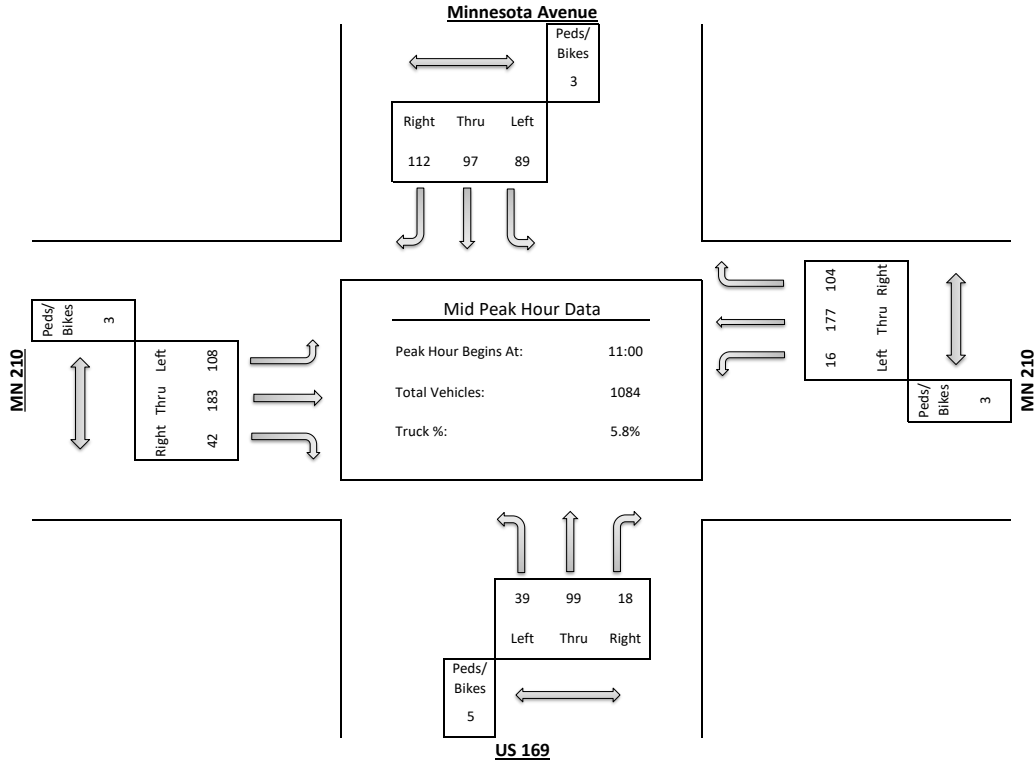 Minnesota Avenue
Peds/
Bikes
3
Right Thru Left
112 97 89
MN 210
Peds/
Bikes
3
Left 108
Thru 183
Right 42
Mid Peak Hour Data
Peak Hour Begins At: 11:00
Total Vehicles: 1084
Truck %: 5.8%
104 Right
177 Thru
16 Left
Peds/
Bikes
3
MN 210
39 99 18
Left Thru Right
Peds/
Bikes
5
US 169